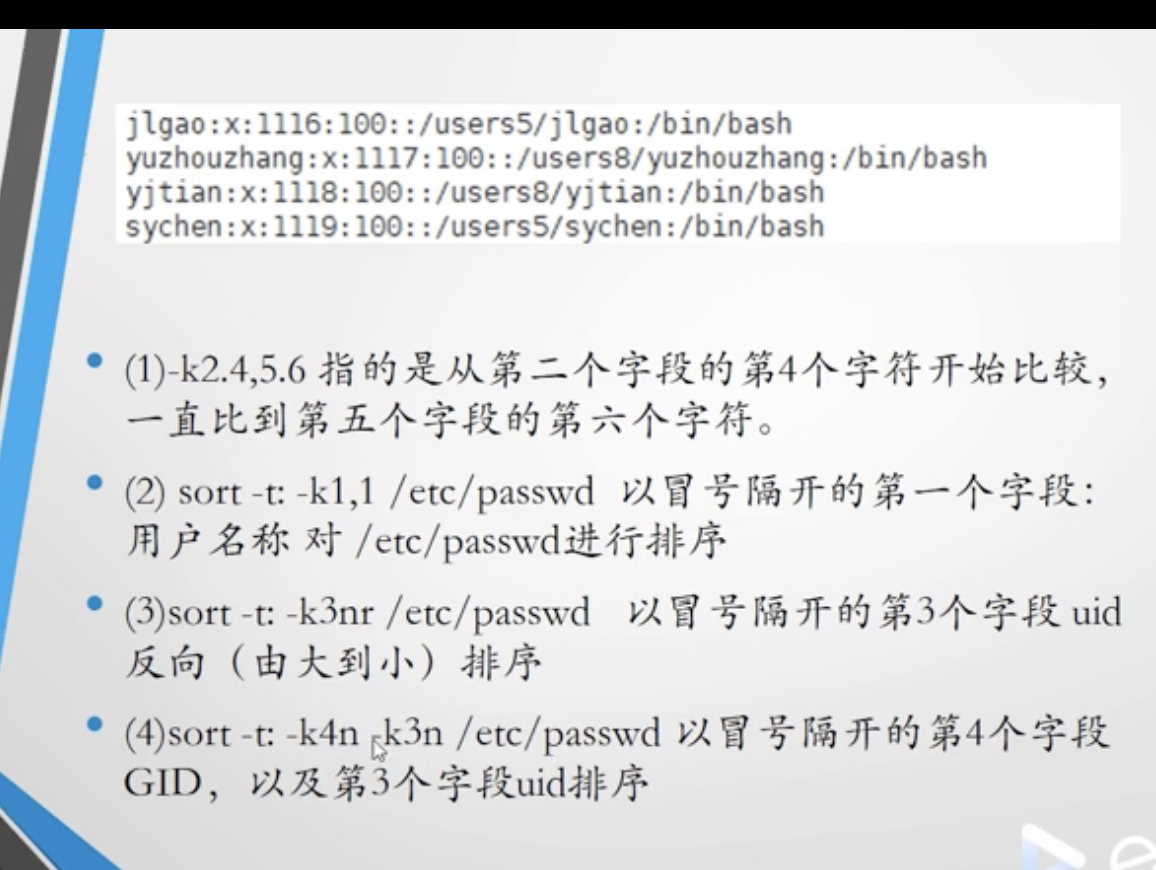 jlgao:x:1116:100::/users5/jlgao:/bin/bash
yuzhouzhang:x:1117:100::/users8/yuzhouzhang:/bin/bash
yjtian:x:1118:100::/users8/yjtian:/bin/bash
sychen:x:1119:100::/users5/sychen:/bin/bash
• (1)-k2.4,5.6 指的是从第二个字段的第4个字符开始比较，
一直比到第五个字段的第六个字符。
• (2) sort -t: -k1,1 /etc/passwd 以冒号隔开的第一个字段：
用户名称 对 /etc/passwd进行排序
• (3)sort -t: -k3nr /etc/passwd 以冒号隔开的第3个字段 uid
反向（由大到小）排序
• (4)sort -t: -k4n -k3n /etc/passwd 以冒号隔开的第4个字段
GID，以及第3个字段uid排序